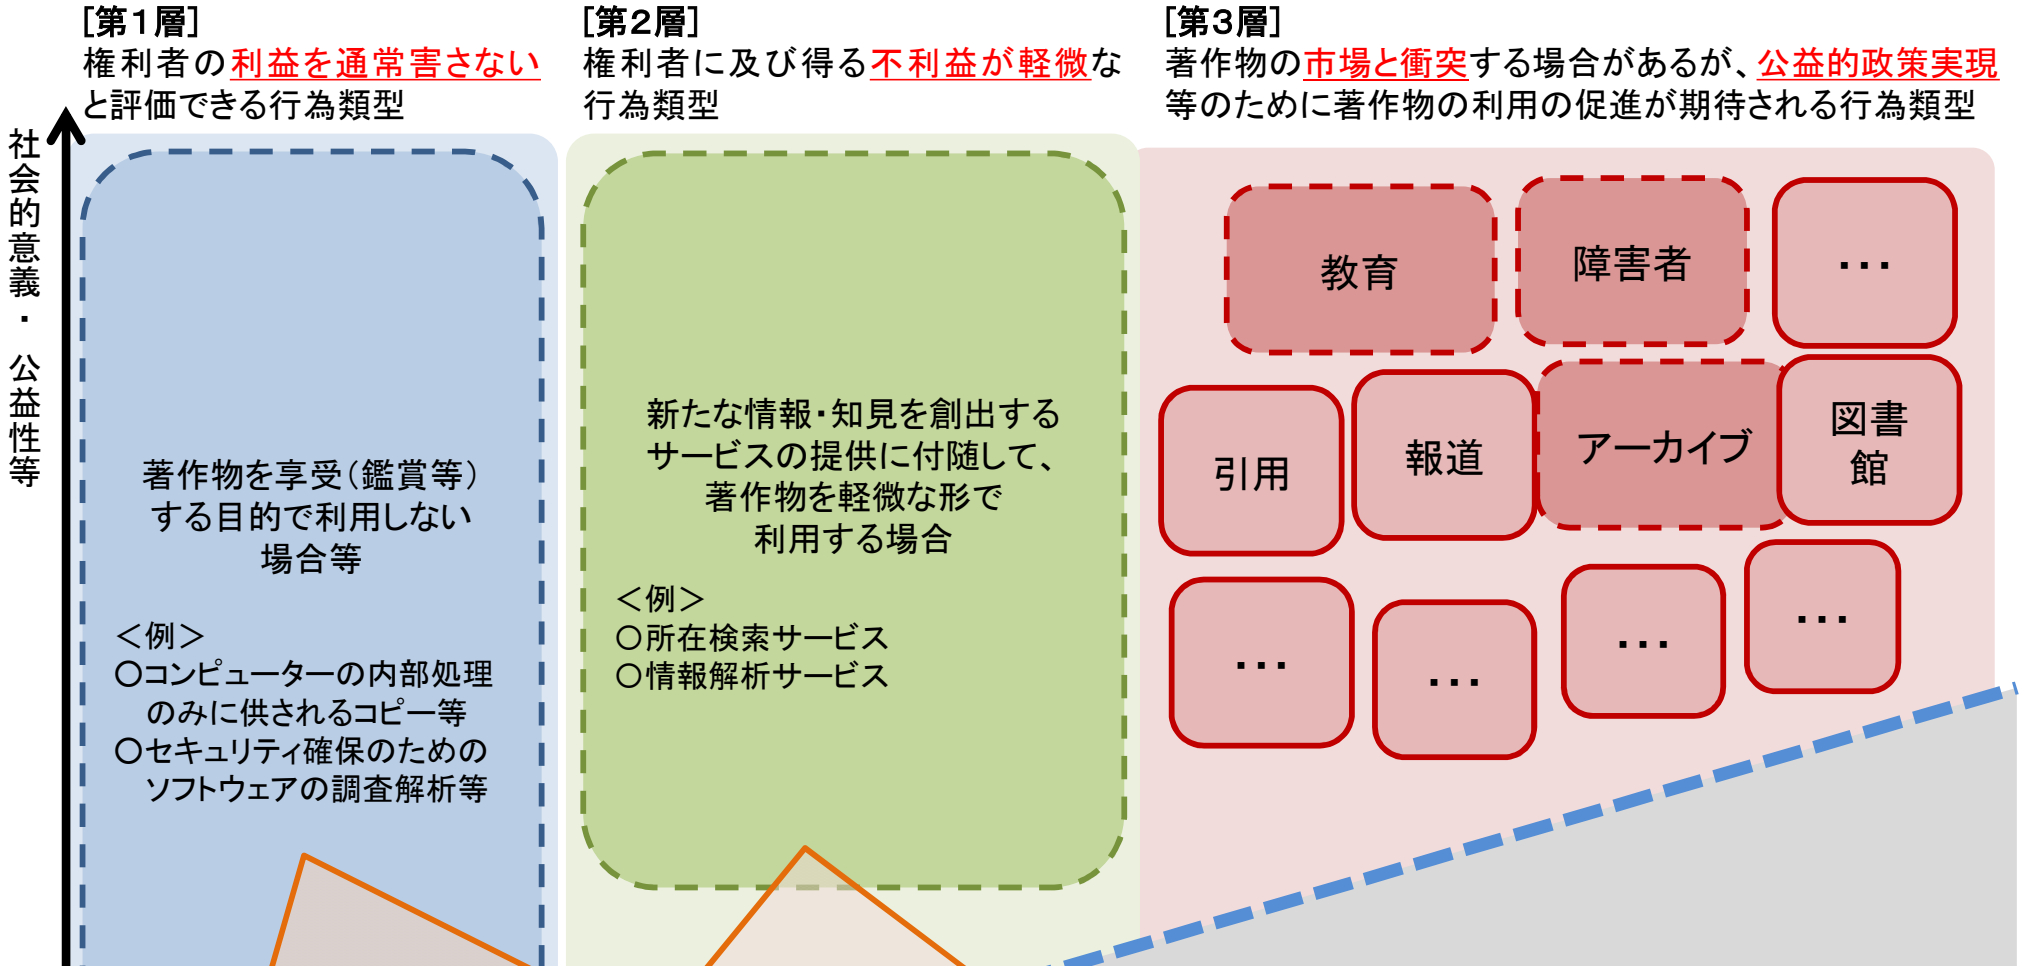 [第１層]
権利者の利益を通常害さない
と評価できる行為類型
[第２層]
権利者に及び得る不利益が軽微な
行為類型
[第３層]
著作物の市場と衝突する場合があるが、公益的政策実現
等のために著作物の利用の促進が期待される行為類型
社会的意義・公益性等
著作物を享受（鑑賞等）
する目的で利用しない
場合等
＜例＞
○コンピューターの内部処理
のみに供されるコピー等
○セキュリティ確保のための
ソフトウェアの調査解析等
新たな情報・知見を創出する
サービスの提供に付随して、
著作物を軽微な形で
利用する場合
＜例＞
○所在検索サービス
○情報解析サービス
教育
障害者
･･･
引用
報道
アーカイブ
図書
館
･･･
･･･
･･･
･･･